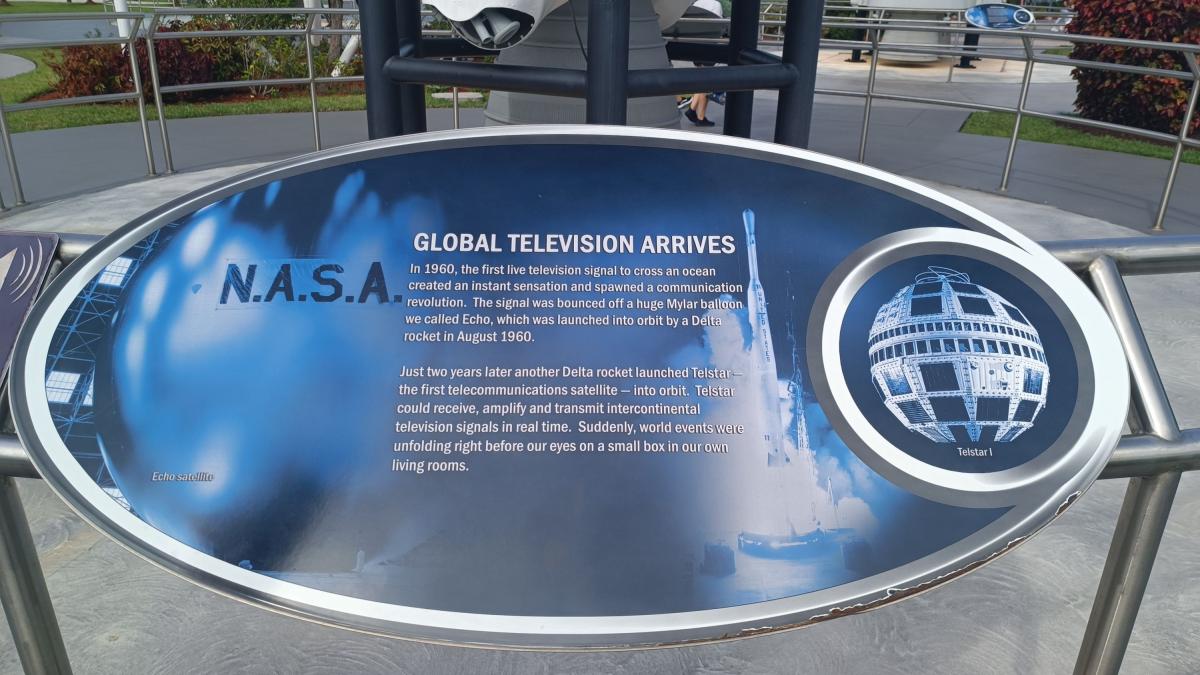 N.A.S.A.
GLOBAL TELEVISION ARRIVES
In 1960, the first live television signal to cross an ocean
created an instant sensation and spawned a communication
revolution. The signal was bounced off a huge Mylar balloon
we called Echo, which was launched into orbit by a Delta
rocket in August 1960.
Just two years later another Delta rocket launched Telstar —
the first telecommunications satellite — into orbit. Telstar
could receive, amplify and transmit intercontinental
television signals in real time. Suddenly, world events were
unfolding right before our eyes on a small box in our own
living rooms.
Echo satellite
UNITED STATES
Telstar I